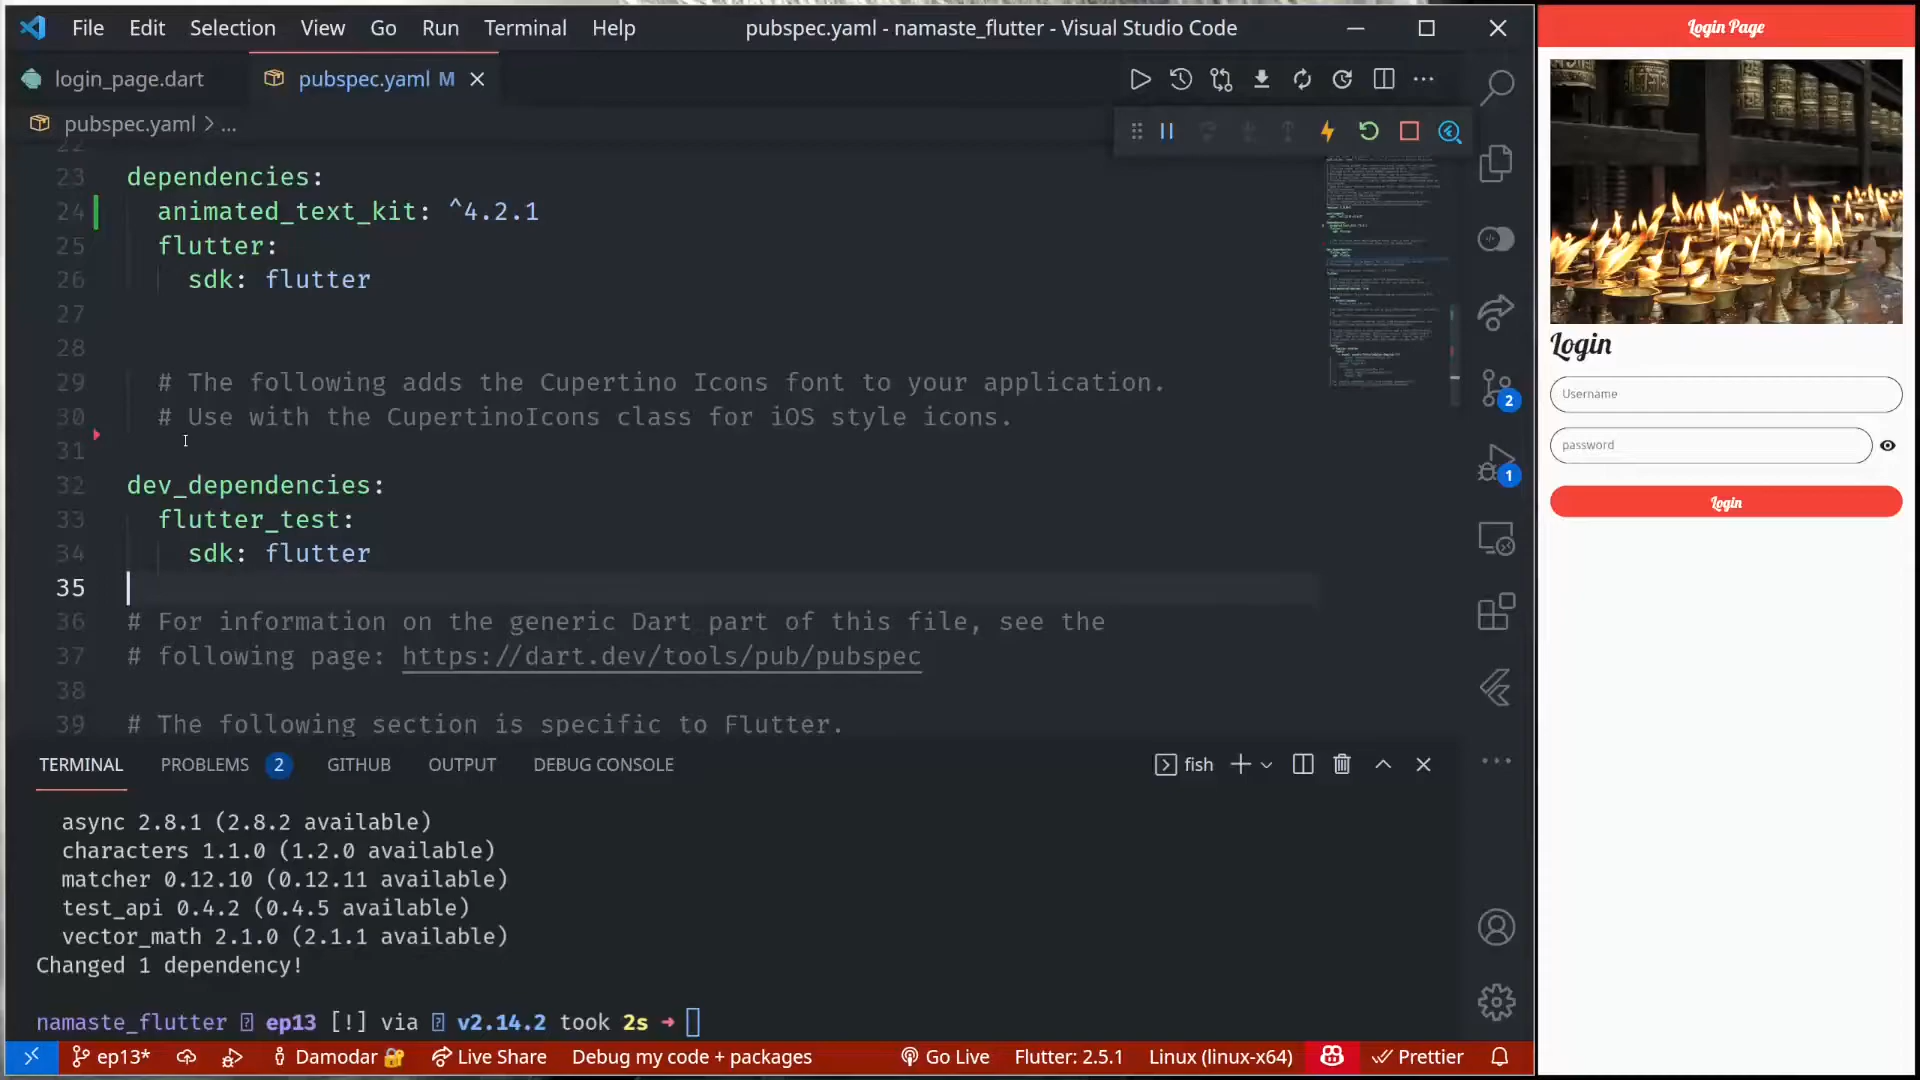 File Edit Selection View Go Run Terminal Help
pubspec.yaml - namaste_flutter - Visual Studio Code
login_page.dart
pubspec.yaml M
pubspec.yaml > ...
22
23 dependencies:
24 animated_text_kit: ^4.2.1
25 flutter:
26 sdk: flutter
27
28
29 # The following adds the Cupertino Icons font to your application.
30 # Use with the CupertinoIcons class for iOS style icons.
31
32 dev_dependencies:
33 flutter_test:
34 sdk: flutter
35
36 # For information on the generic Dart part of this file, see the
37 # following page: https://dart.dev/tools/pub/pubspec
38
39 # The following section is specific to Flutter.
2
1
TERMINAL PROBLEMS 2 GITHUB OUTPUT DEBUG CONSOLE
fish
async 2.8.1 (2.8.2 available)
characters 1.1.0 (1.2.0 available)
matcher 0.12.10 (0.12.11 available)
test_api 0.4.2 (0.4.5 available)
vector_math 2.1.0 (2.1.1 available)
Changed 1 dependency!
namaste_flutter ep13 [!] via v2.14.2 took 2s
ep13* Damodar Live Share Debug my code + packages Go Live Flutter: 2.5.1 Linux (linux-x64) Prettier
Login Page
Login
Username
password
Login